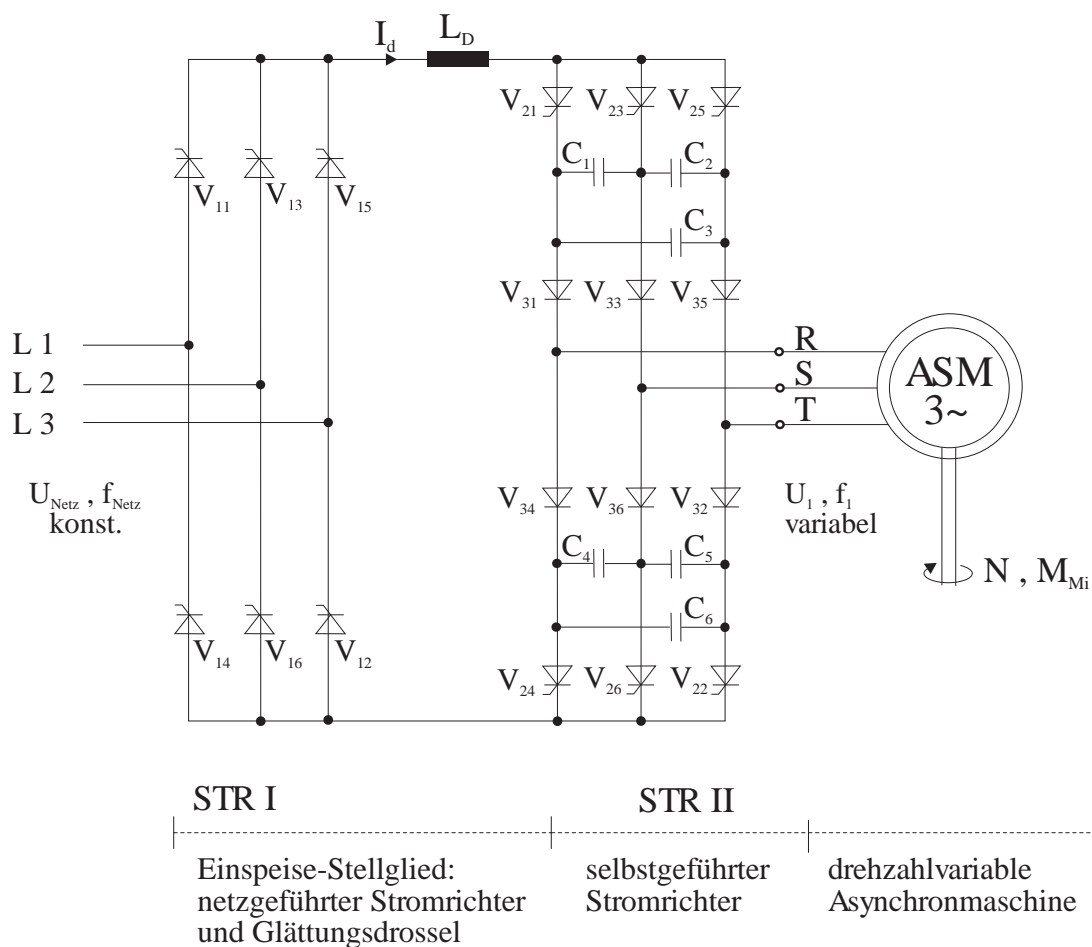 I_d L_D
V_21 V_23 V_25
C_1 C_2
V_11 V_13 V_15
C_3
V_31 V_33 V_35
L 1
L 2
L 3
R
S
T
ASM
3~
U_Netz , f_Netz
konst.
V_34 V_36 V_32
U_1 , f_1
variabel
C_4 C_5
N , M_Mi
C_6
V_14 V_16 V_12
V_24 V_26 V_22
STR I STR II
Einspeise-Stellglied:
netzgeführter Stromrichter
und Glättungsdrossel
selbstgeführter
Stromrichter
drehzahlvariable
Asynchronmaschine